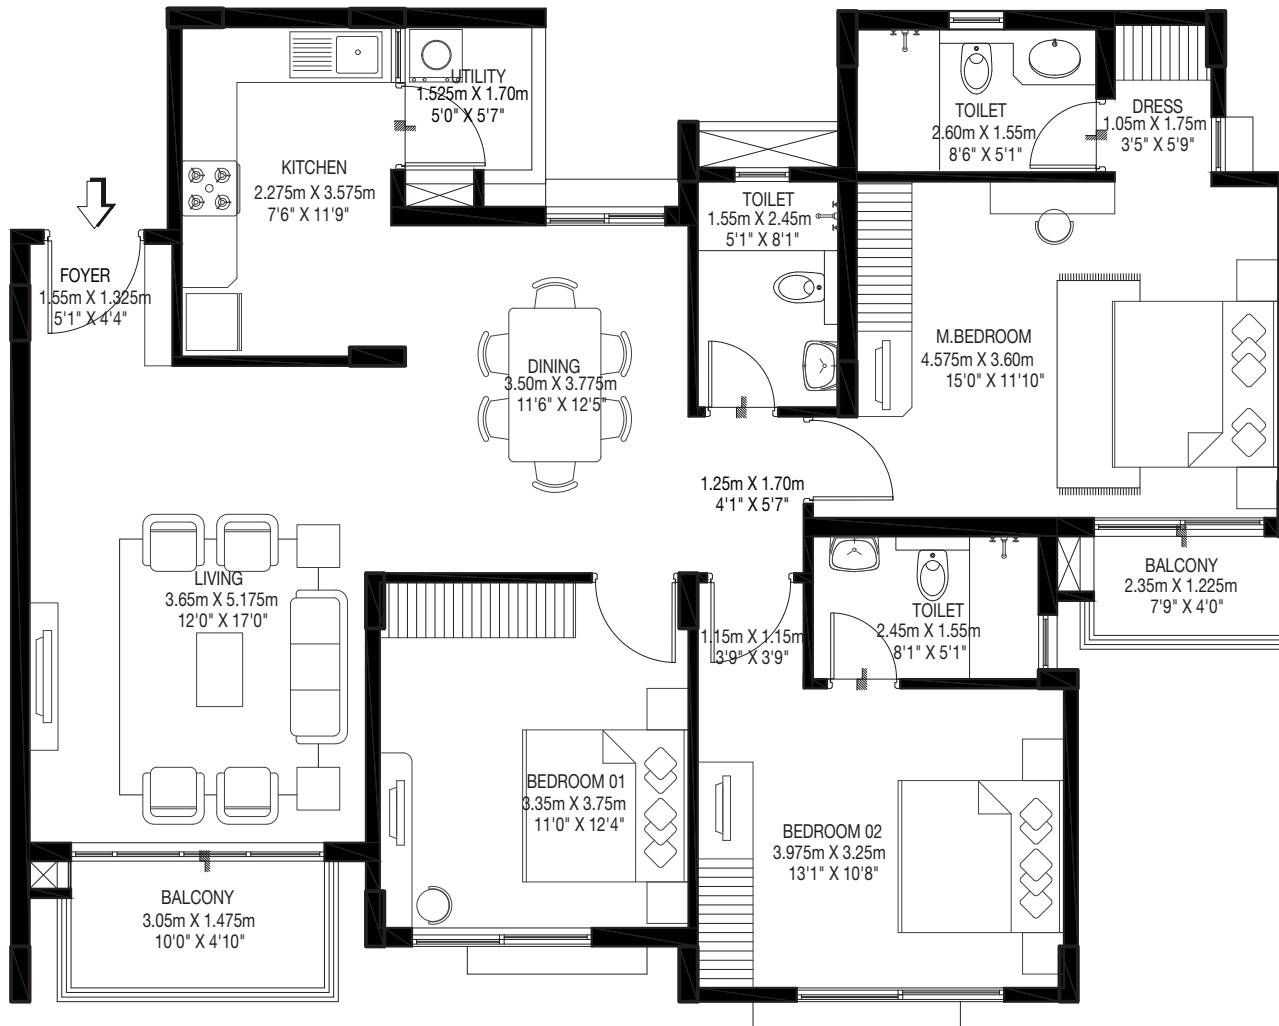 UTILITY
1.525m X 1.70m
5'0" X 5'7"
KITCHEN
2.275m X 3.575m
7'6" X 11'9"
TOILET
2.60m X 1.55m
8'6" X 5'1"
DRESS
1.05m X 1.75m
3'5" X 5'9"
TOILET
1.55m X 2.45m
5'1" X 8'1"
FOYER
1.55m X 1.325m
5'1" X 4'4"
DINING
3.50m X 3.775m
11'6" X 12'5"
M.BEDROOM
4.575m X 3.60m
15'0" X 11'10"
1.25m X 1.70m
4'1" X 5'7"
LIVING
3.65m X 5.175m
12'0" X 17'0"
BALCONY
2.35m X 1.225m
7'9" X 4'0"
TOILET
2.45m X 1.55m
8'1" X 5'1"
1.15m X 1.15m
3'9" X 3'9"
BEDROOM 01
3.35m X 3.75m
11'0" X 12'4"
BEDROOM 02
3.975m X 3.25m
13'1" X 10'8"
BALCONY
3.05m X 1.475m
10'0" X 4'10"